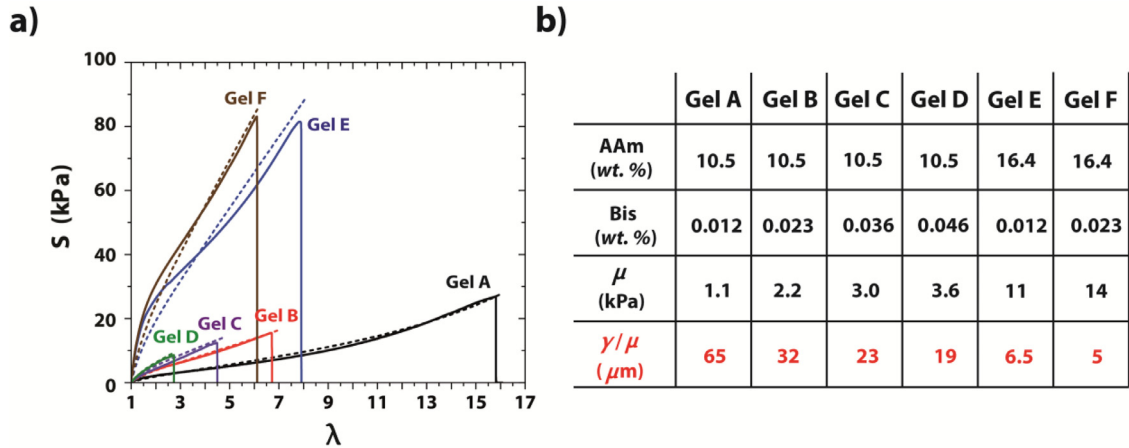 a)
b)
100
80
60
40
20
0
S (kPa)
Gel F
Gel E
Gel A
Gel B
Gel C
Gel D
1 3 5 7 9 11 13 15 17
λ
Gel A Gel B Gel C Gel D Gel E Gel F
AAm 10.5 10.5 10.5 10.5 16.4 16.4
(wt. %)
Bis 0.012 0.023 0.036 0.046 0.012 0.023
(wt. %)
μ 1.1 2.2 3.0 3.6 11 14
(kPa)
γ/μ 65 32 23 19 6.5 5
(μm)